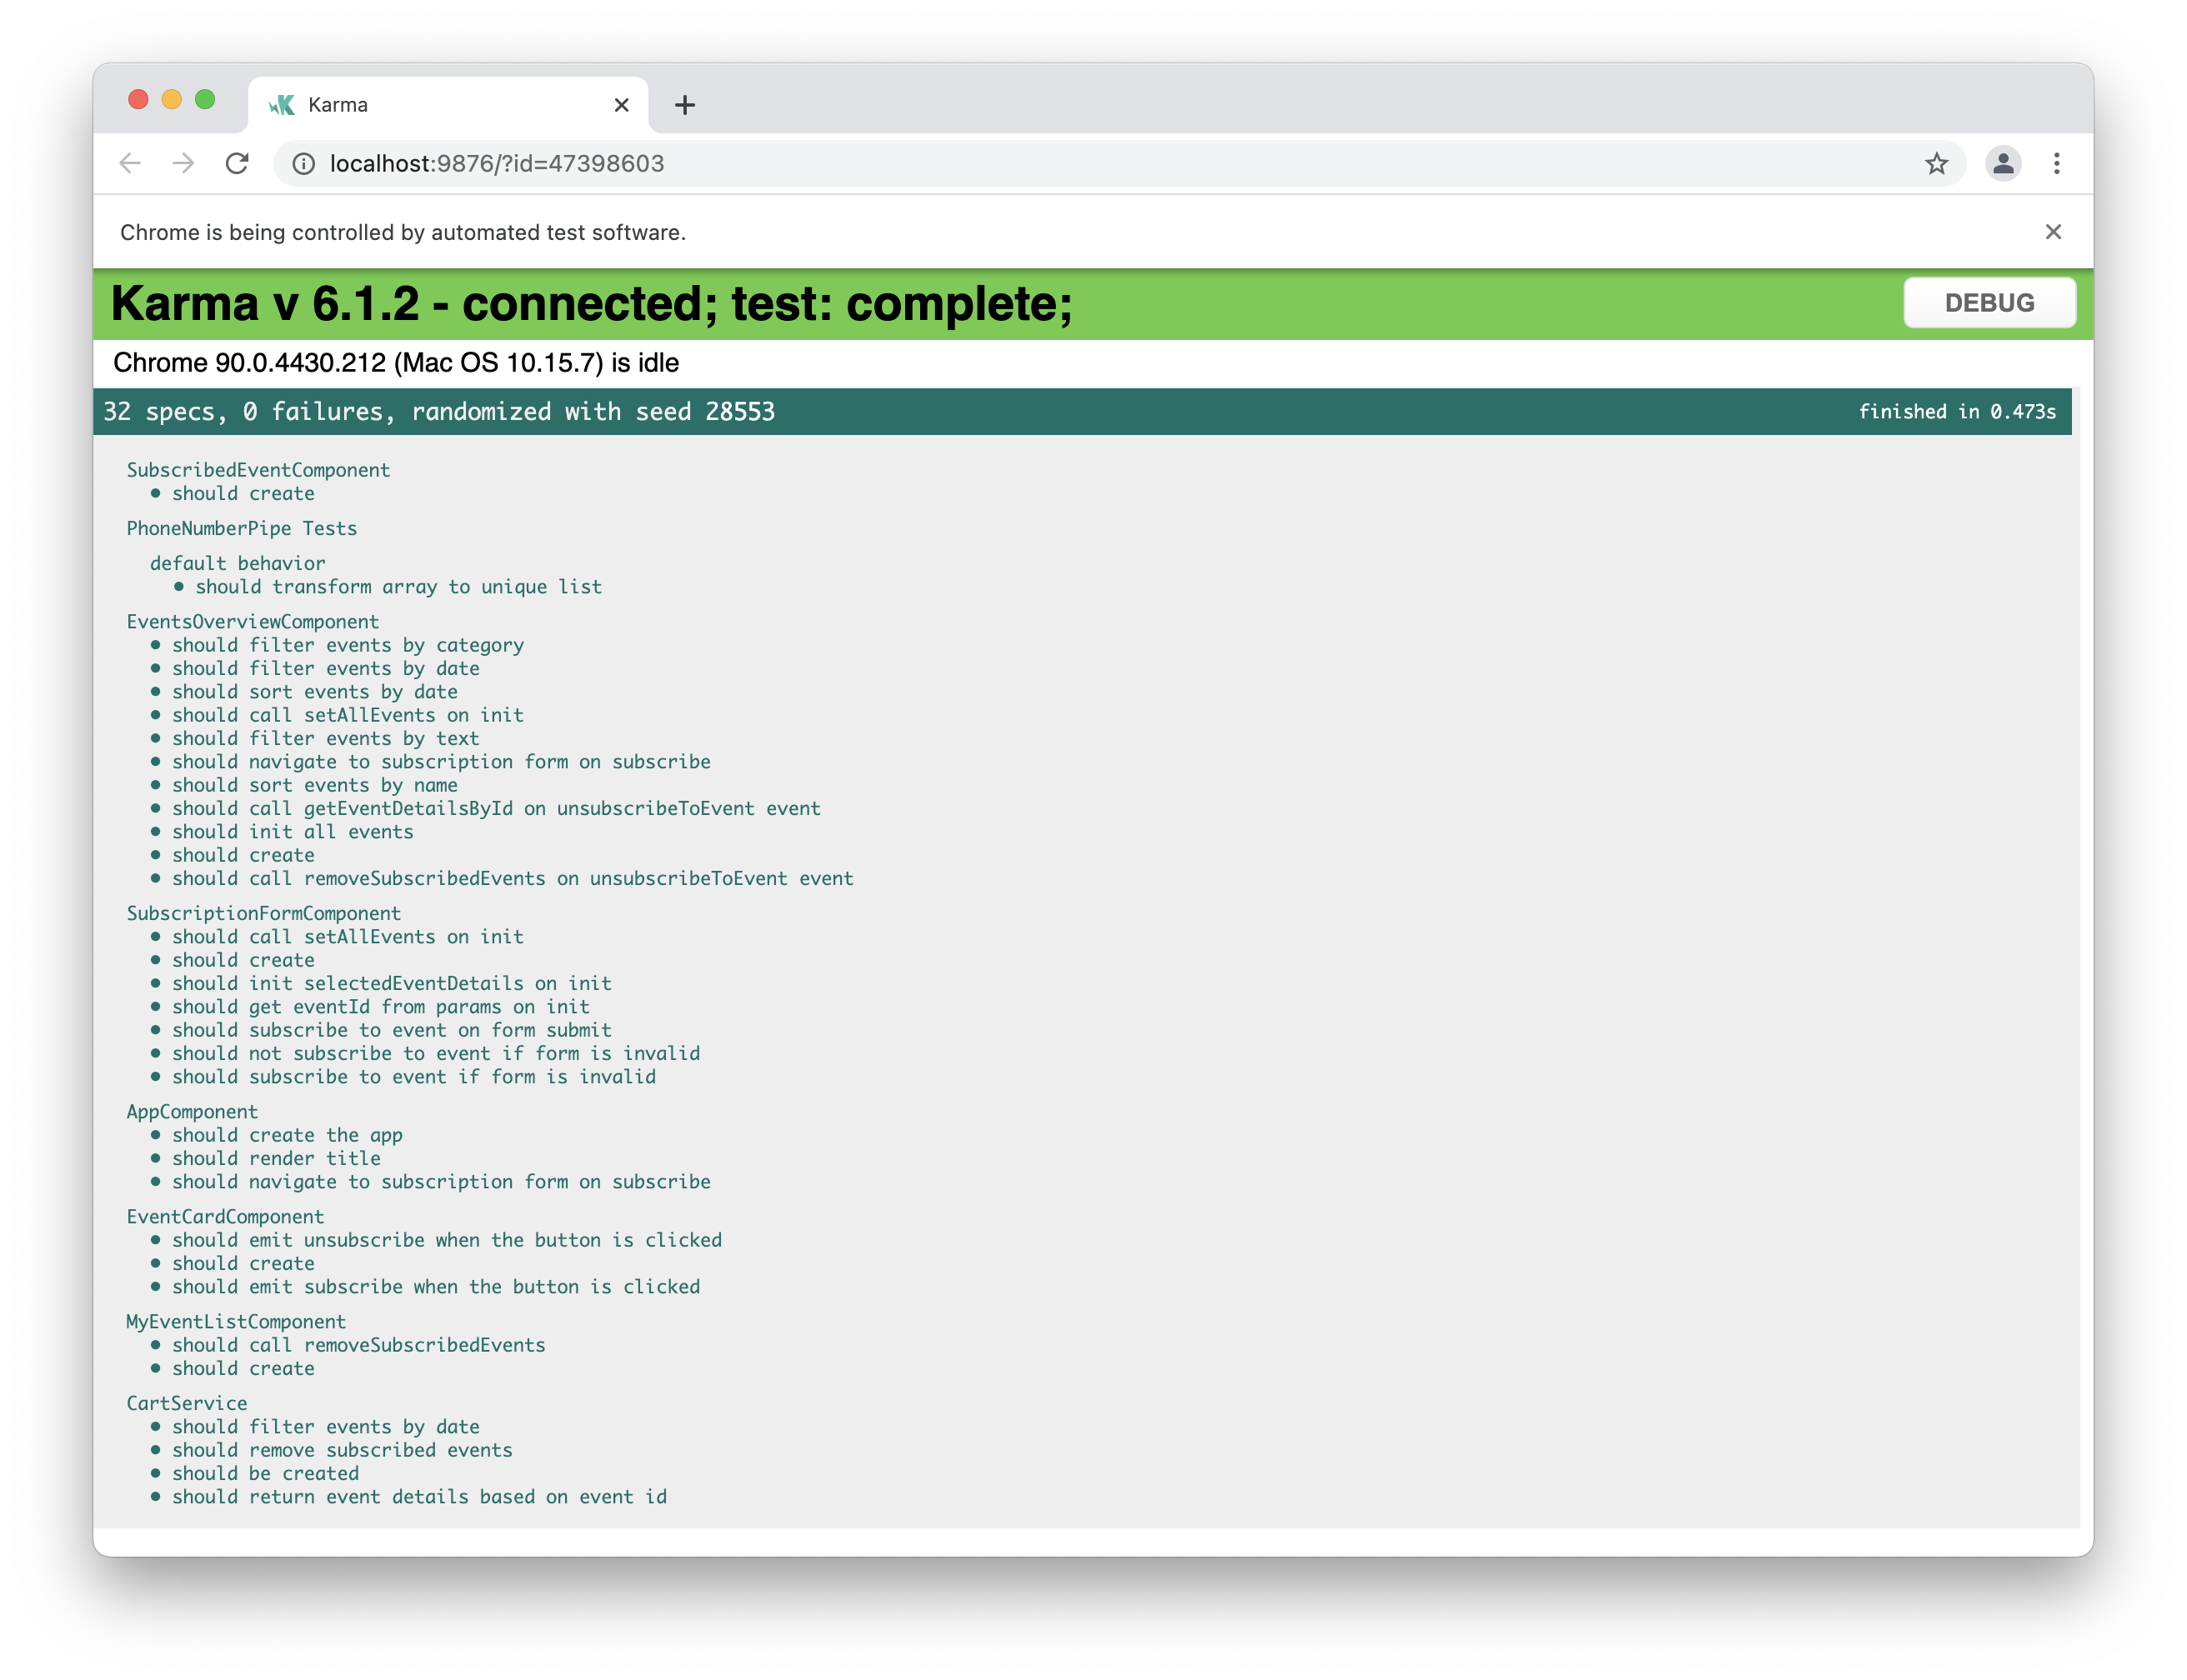 Karma
localhost:9876/?id=47398603
Chrome is being controlled by automated test software.
Karma v 6.1.2 - connected; test: complete;
DEBUG
Chrome 90.0.4430.212 (Mac OS 10.15.7) is idle
32 specs, 0 failures, randomized with seed 28553
finished in 0.473s
SubscribedEventComponent
• should create
PhoneNumberPipe Tests
default behavior
• should transform array to unique list
EventsOverviewComponent
• should filter events by category
• should filter events by date
• should sort events by date
• should call setAllEvents on init
• should filter events by text
• should navigate to subscription form on subscribe
• should sort events by name
• should call getEventDetailsById on unsubscribeToEvent event
• should init all events
• should create
• should call removeSubscribedEvents on unsubscribeToEvent event
SubscriptionFormComponent
• should call setAllEvents on init
• should create
• should init selectedEventDetails on init
• should get eventId from params on init
• should subscribe to event on form submit
• should not subscribe to event if form is invalid
• should subscribe to event if form is invalid
AppComponent
• should create the app
• should render title
• should navigate to subscription form on subscribe
EventCardComponent
• should emit unsubscribe when the button is clicked
• should create
• should emit subscribe when the button is clicked
MyEventListComponent
• should call removeSubscribedEvents
• should create
CartService
• should filter events by date
• should remove subscribed events
• should be created
• should return event details based on event id